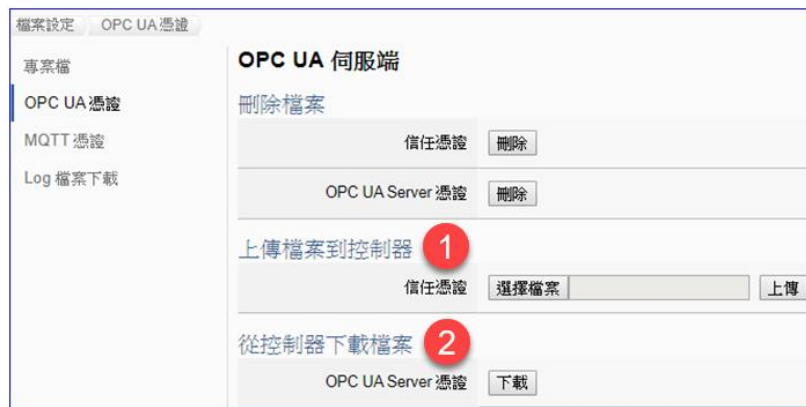 檔案設定 OPC UA 憑證
專案檔
OPC UA 憑證
MQTT 憑證
Log 檔案下載
OPC UA 伺服端
刪除檔案
信任憑證 刪除
OPC UA Server 憑證 刪除
上傳檔案到控制器 1
信任憑證 選擇檔案 上傳
從控制器下載檔案 2
OPC UA Server 憑證 下載